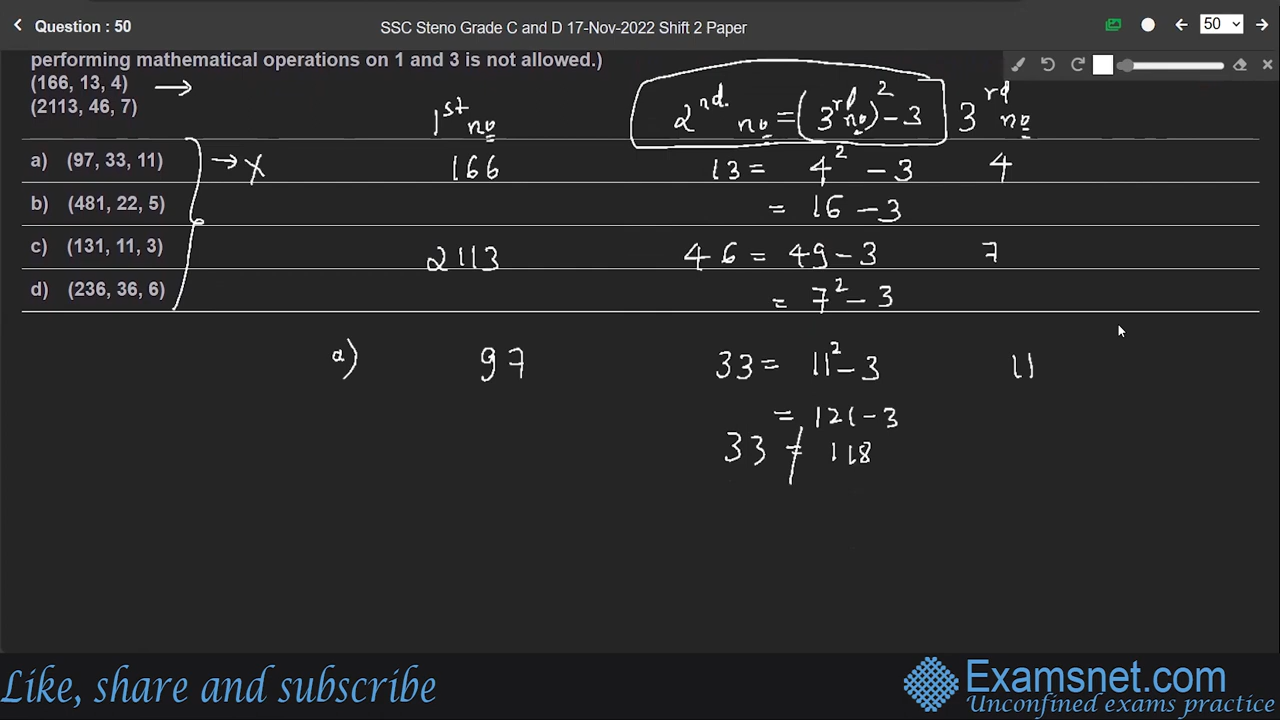 Question : 50
SSC Steno Grade C and D 17-Nov-2022 Shift 2 Paper
50
performing mathematical operations on 1 and 3 is not allowed.)
(166, 13, 4) →
(2113, 46, 7)
1st no
2nd no = (3rd no)² - 3
3rd no
a) (97, 33, 11) → X
166
13 = 4² - 3
4
b) (481, 22, 5)
= 16 - 3
c) (131, 11, 3)
2113
46 = 49 - 3
7
d) (236, 36, 6)
= 7² - 3
a) 97
33 = 11² - 3
11
= 121 - 3
33 ≠ 118
Like, share and subscribe
Examsnet.com
Unconfined exams practice